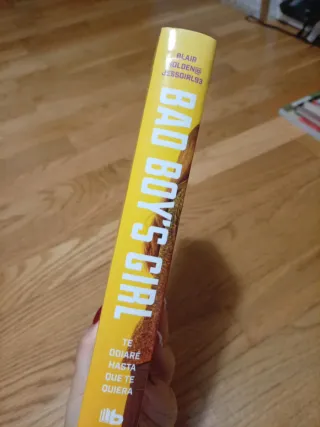 BLAIR
HOLDEN@
JESSGIRL93
BAD BOY'S GIRL
TE
ODIARÉ
HASTA
QUE TE
QUIERA